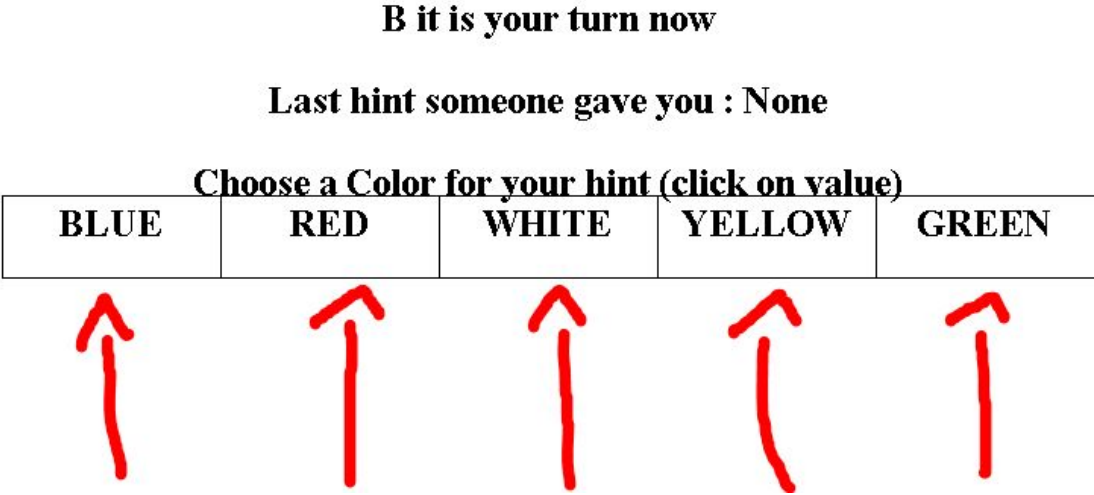 B it is your turn now
Last hint someone gave you : None
Choose a Color for your hint (click on value)
BLUE RED WHITE YELLOW GREEN